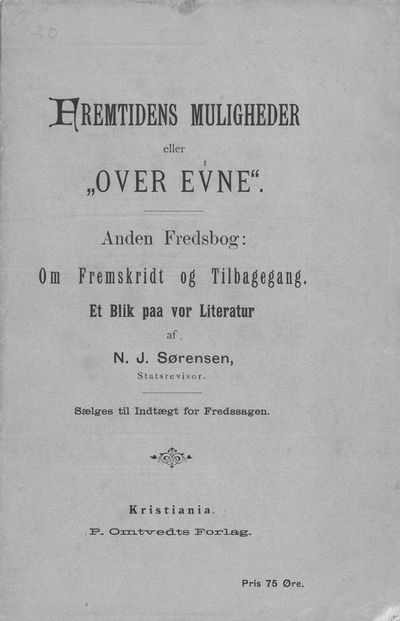 20
FREMTIDENS MULIGHEDER
eller
„OVER EVNE“.
Anden Fredsbog:
Om Fremskridt og Tilbagegang.
Et Blik paa vor Literatur
af
N. J. Sørensen,
Statsrevisor.
Sælges til Indtægt for Fredssagen.
Kristiania.
P. Omtvedts Forlag.
Pris 75 Øre.